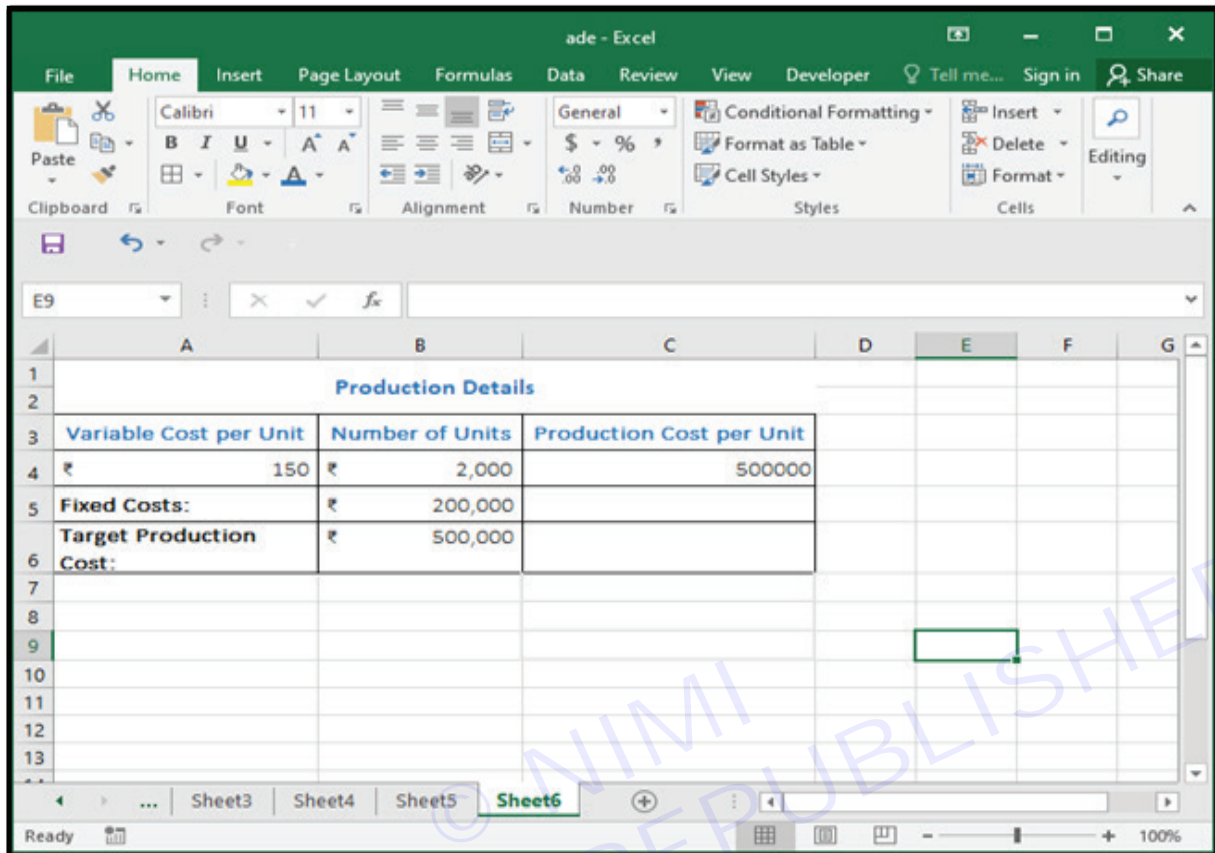 ade - Excel
File Home Insert Page Layout Formulas Data Review View Developer Tell me... Sign in Share
Calibri 11 General Conditional Formatting Insert
Paste B I U A A $ % , Format as Table Delete Editing
A .00 .0 Cell Styles Format
Clipboard Font Alignment Number Styles Cells
E9 fx
A B C D E F G
1 Production Details
2
3 Variable Cost per Unit Number of Units Production Cost per Unit
4 ₹ 150 ₹ 2,000 500000
5 Fixed Costs: ₹ 200,000
Target Production ₹ 500,000
6 Cost:
7
8
9
10
11
12
13
... Sheet3 Sheet4 Sheet5 Sheet6
Ready 100%
© NIMI
REPUBLISHE